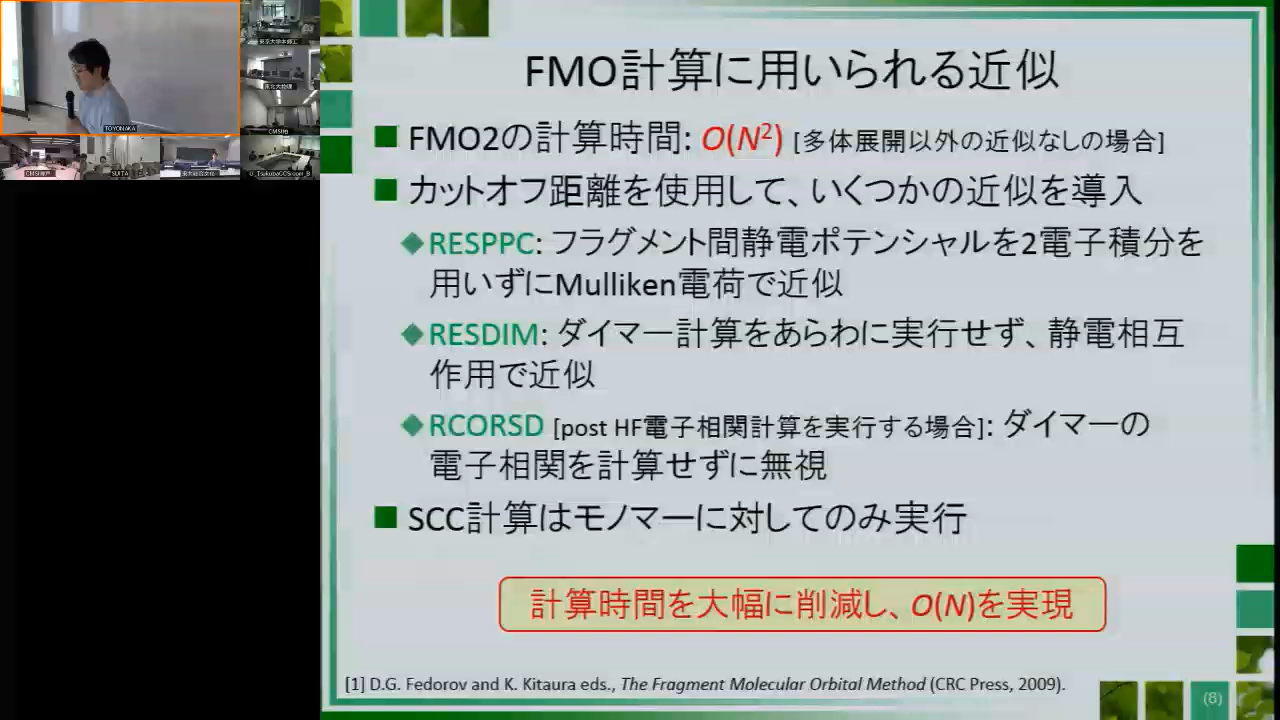 FMO計算に用いられる近似
FMO2の計算時間: O(N²) [多体展開以外の近似なしの場合]
カットオフ距離を使用して、いくつかの近似を導入
RESPPC: フラグメント間静電ポテンシャルを2電子積分を
用いずにMulliken電荷で近似
RESDIM: ダイマー計算をあらわに実行せず、静電相互
作用で近似
RCORSD [post HF電子相関計算を実行する場合]: ダイマーの
電子相関を計算せずに無視
SCC計算はモノマーに対してのみ実行
計算時間を大幅に削減し、O(N)を実現
[1] D.G. Fedorov and K. Kitaura eds., The Fragment Molecular Orbital Method (CRC Press, 2009).
(8)
TOYONAKA
CMSI神戸
SUITA
U_TsukubaCCSroom_B